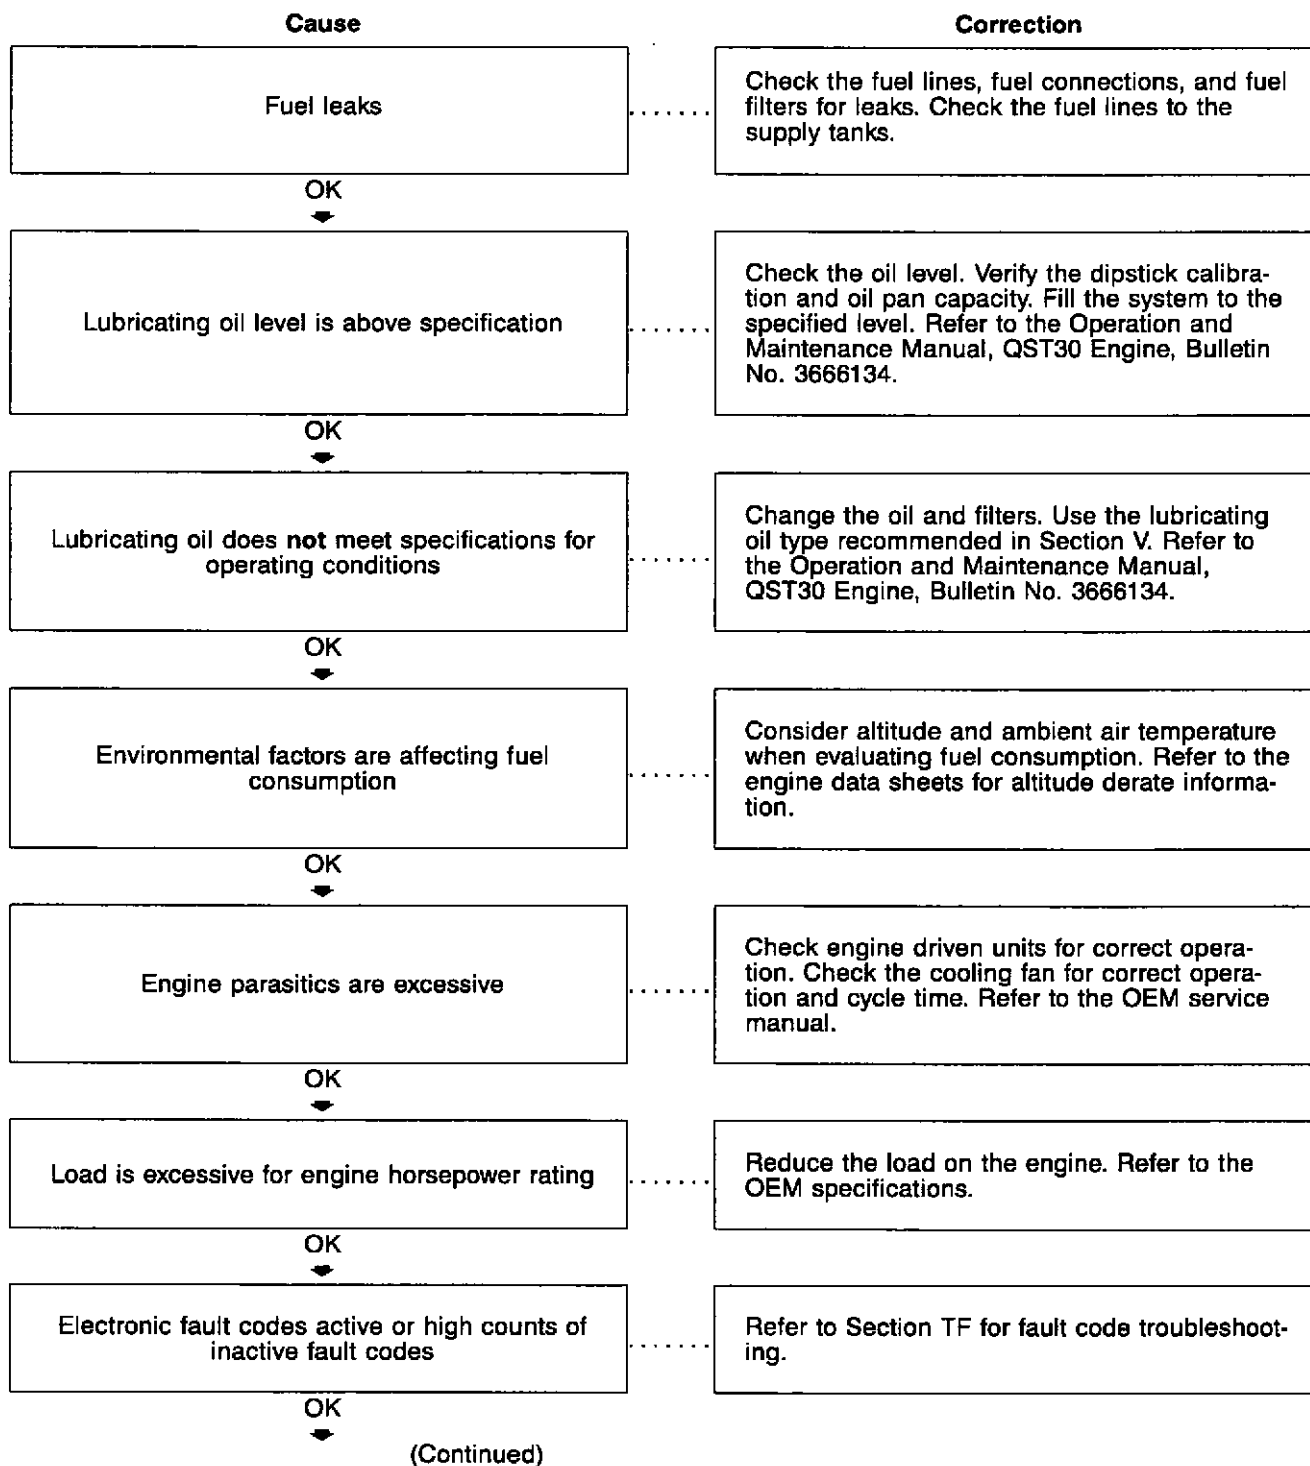 Cause
Correction
Fuel leaks
Check the fuel lines, fuel connections, and fuel
filters for leaks. Check the fuel lines to the
supply tanks.
OK
Lubricating oil level is above specification
Check the oil level. Verify the dipstick calibra-
tion and oil pan capacity. Fill the system to the
specified level. Refer to the Operation and
Maintenance Manual, QST30 Engine, Bulletin
No. 3666134.
OK
Lubricating oil does not meet specifications for
operating conditions
Change the oil and filters. Use the lubricating
oil type recommended in Section V. Refer to
the Operation and Maintenance Manual,
QST30 Engine, Bulletin No. 3666134.
OK
Environmental factors are affecting fuel
consumption
Consider altitude and ambient air temperature
when evaluating fuel consumption. Refer to the
engine data sheets for altitude derate informa-
tion.
OK
Engine parasitics are excessive
Check engine driven units for correct opera-
tion. Check the cooling fan for correct opera-
tion and cycle time. Refer to the OEM service
manual.
OK
Load is excessive for engine horsepower rating
Reduce the load on the engine. Refer to the
OEM specifications.
OK
Electronic fault codes active or high counts of
inactive fault codes
Refer to Section TF for fault code troubleshoot-
ing.
OK
(Continued)